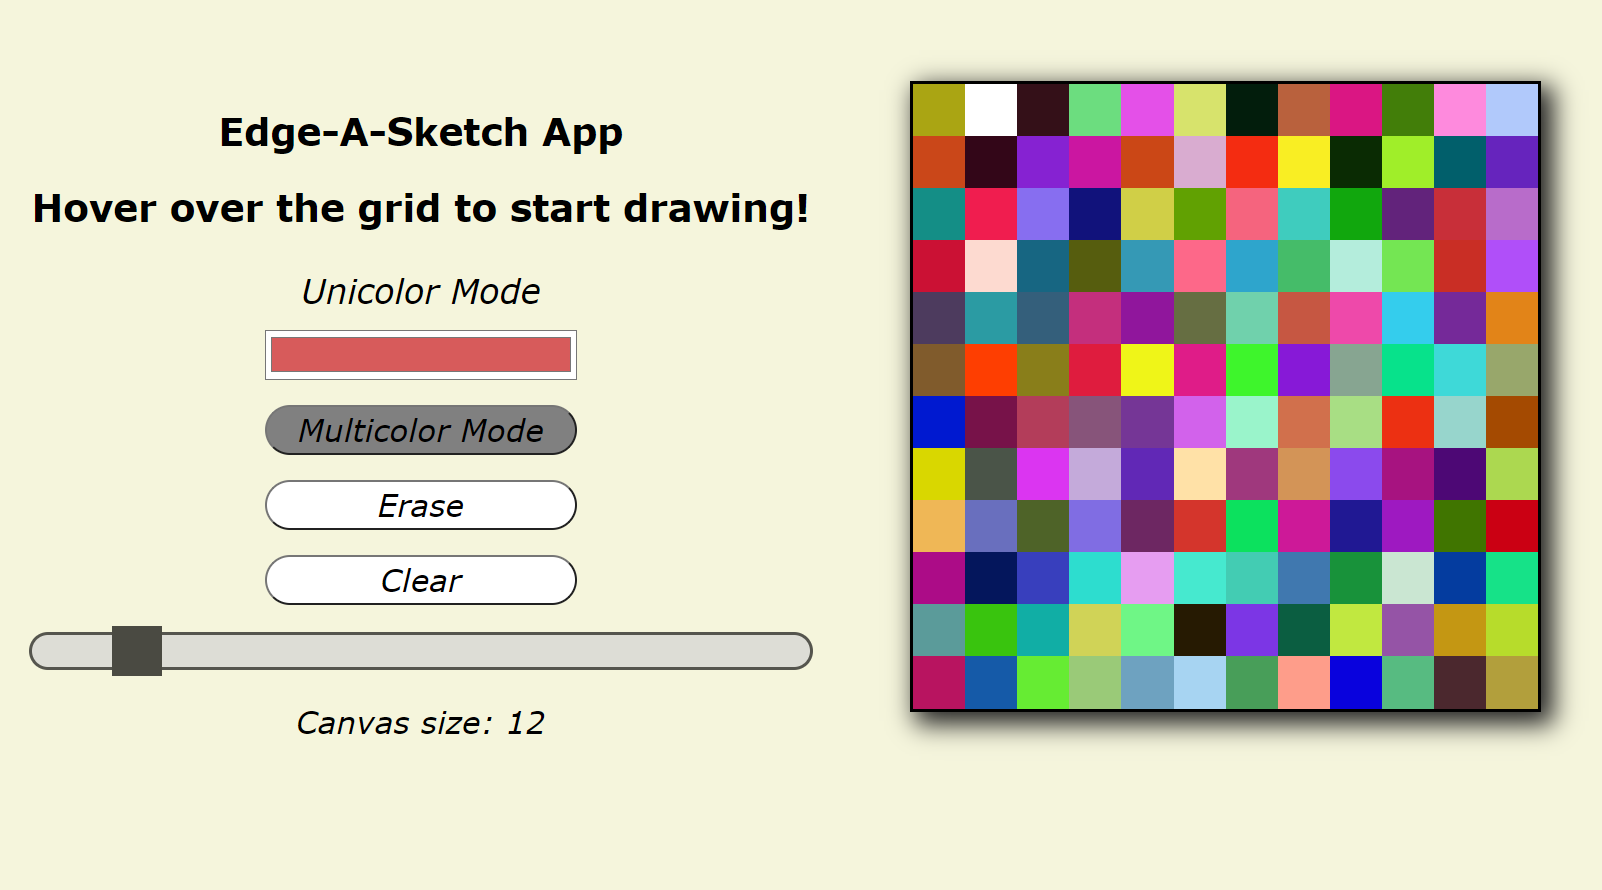 Edge-A-Sketch App
Hover over the grid to start drawing!
Unicolor Mode
Multicolor Mode
Erase
Clear
Canvas size: 12